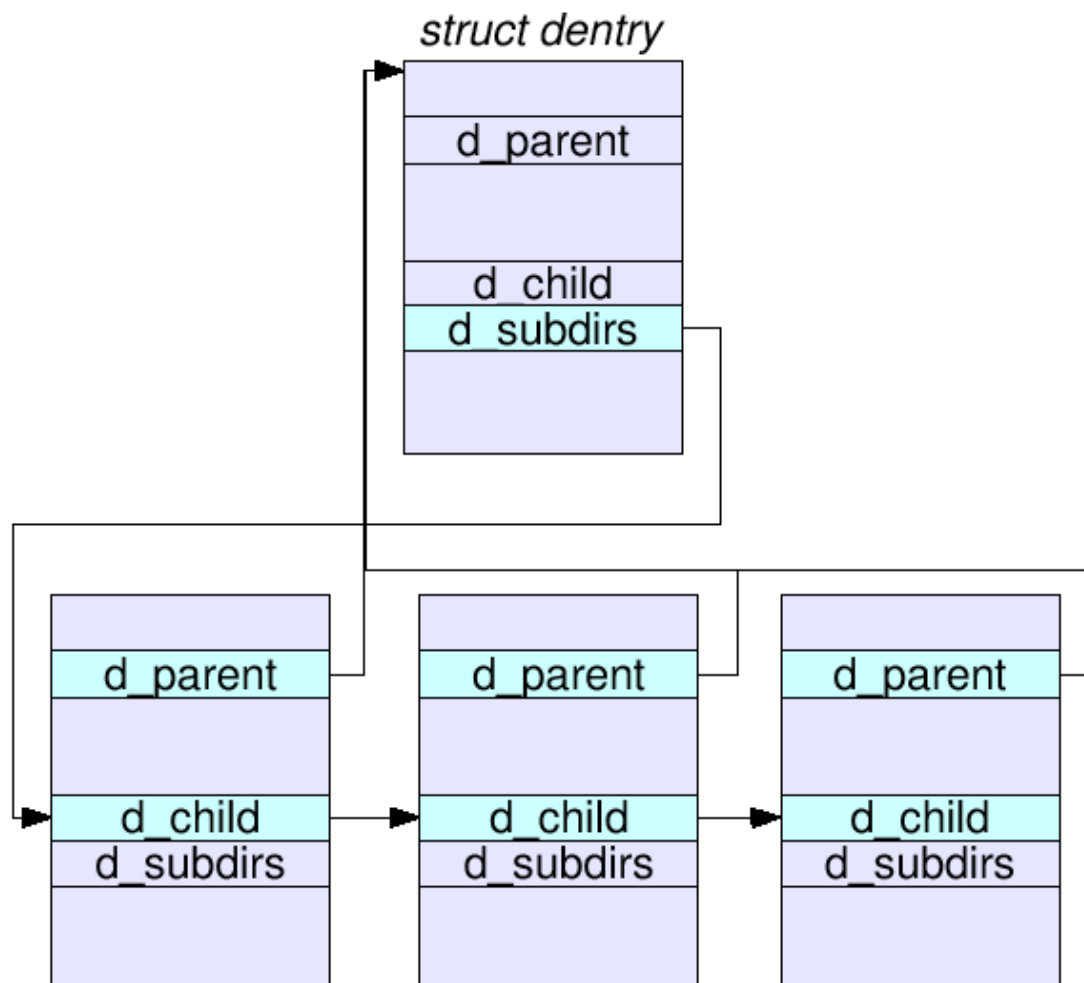 struct dentry
d_parent
d_child
d_subdirs
d_parent
d_parent
d_parent
d_child
d_child
d_child
d_subdirs
d_subdirs
d_subdirs